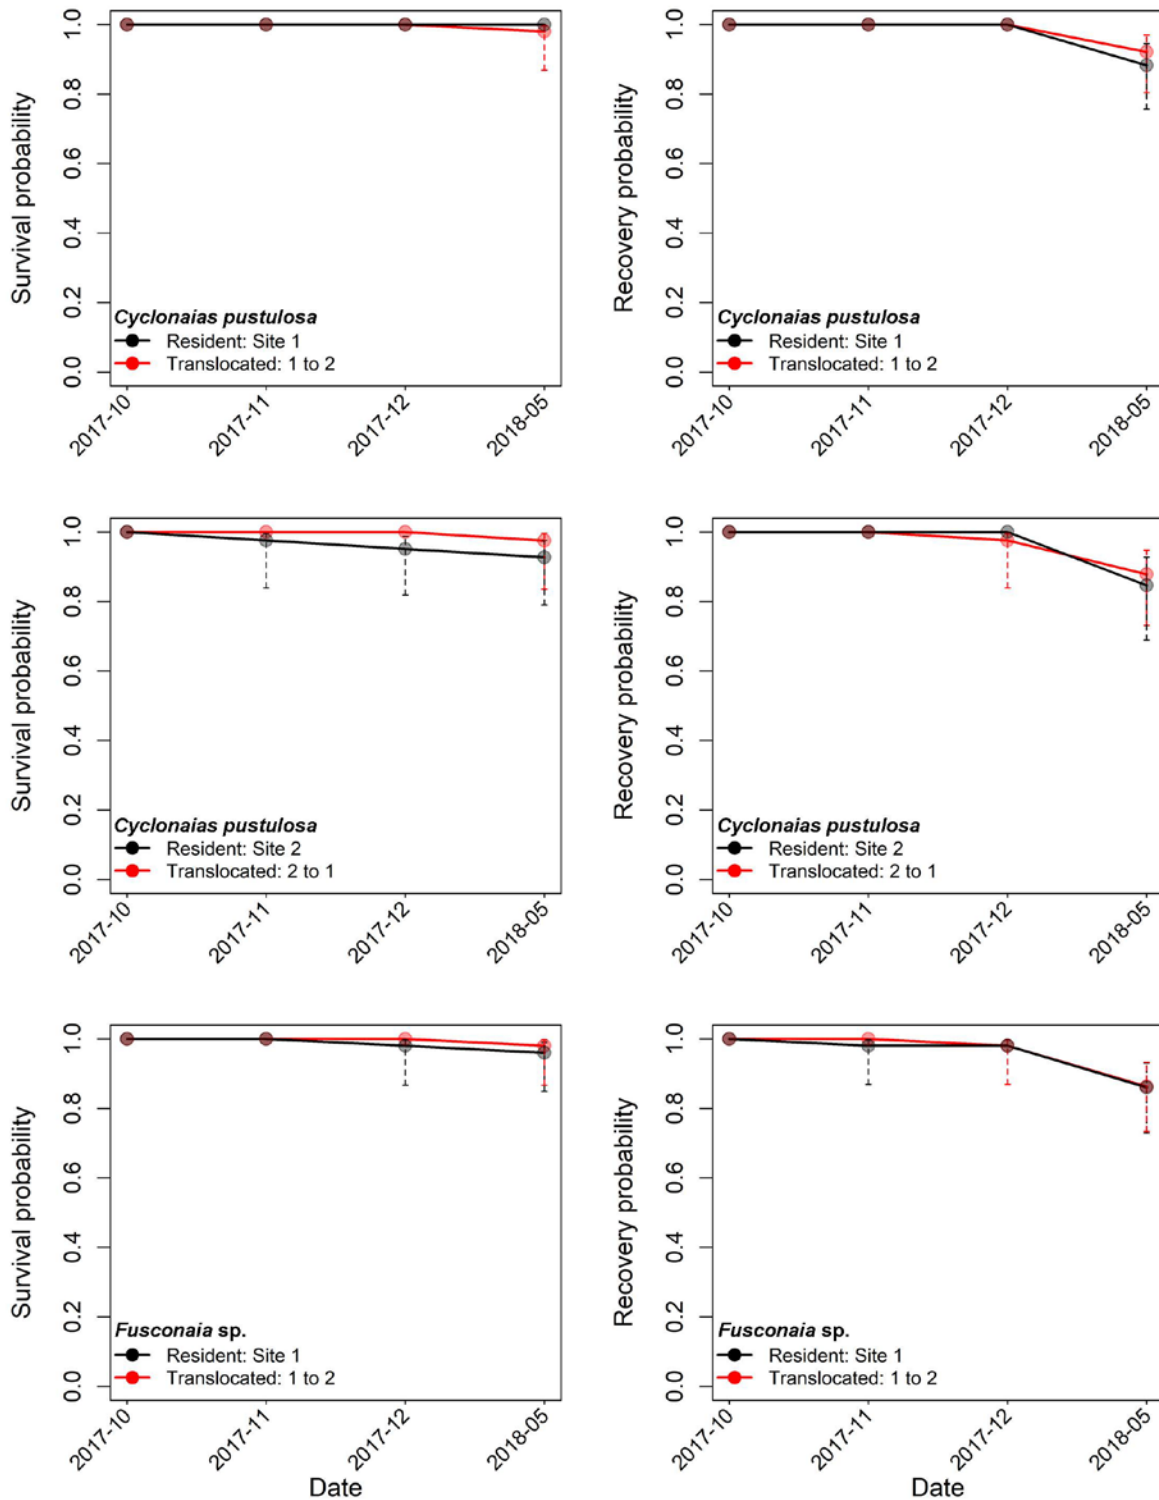 Survival probability
1.0
0.8
0.6
0.4
0.2
0.0
Cyclonaias pustulosa
Resident: Site 1
Translocated: 1 to 2
2017-10
2017-11
2017-12
2018-05
Recovery probability
1.0
0.8
0.6
0.4
0.2
0.0
Cyclonaias pustulosa
Resident: Site 1
Translocated: 1 to 2
2017-10
2017-11
2017-12
2018-05
Survival probability
1.0
0.8
0.6
0.4
0.2
0.0
Cyclonaias pustulosa
Resident: Site 2
Translocated: 2 to 1
2017-10
2017-11
2017-12
2018-05
Recovery probability
1.0
0.8
0.6
0.4
0.2
0.0
Cyclonaias pustulosa
Resident: Site 2
Translocated: 2 to 1
2017-10
2017-11
2017-12
2018-05
Survival probability
1.0
0.8
0.6
0.4
0.2
0.0
Fusconaia sp.
Resident: Site 1
Translocated: 1 to 2
2017-10
2017-11
2017-12
2018-05
Date
Recovery probability
1.0
0.8
0.6
0.4
0.2
0.0
Fusconaia sp.
Resident: Site 1
Translocated: 1 to 2
2017-10
2017-11
2017-12
2018-05
Date